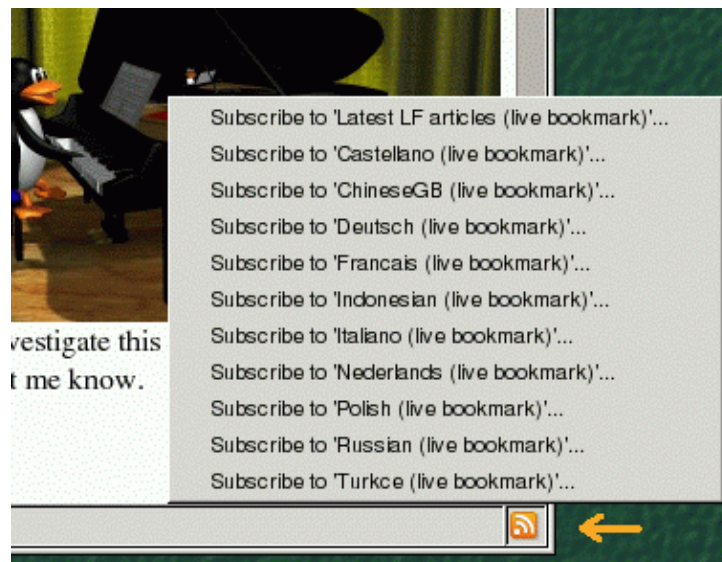 Subscribe to 'Latest LF articles (live bookmark)'...
Subscribe to 'Castellano (live bookmark)'...
Subscribe to 'ChineseGB (live bookmark)'...
Subscribe to 'Deutsch (live bookmark)'...
Subscribe to 'Francais (live bookmark)'...
Subscribe to 'Indonesian (live bookmark)'...
Subscribe to 'Italiano (live bookmark)'...
Subscribe to 'Nederlands (live bookmark)'...
Subscribe to 'Polish (live bookmark)'...
Subscribe to 'Russian (live bookmark)'...
Subscribe to 'Turkce (live bookmark)'...
vestigate this
t me know.